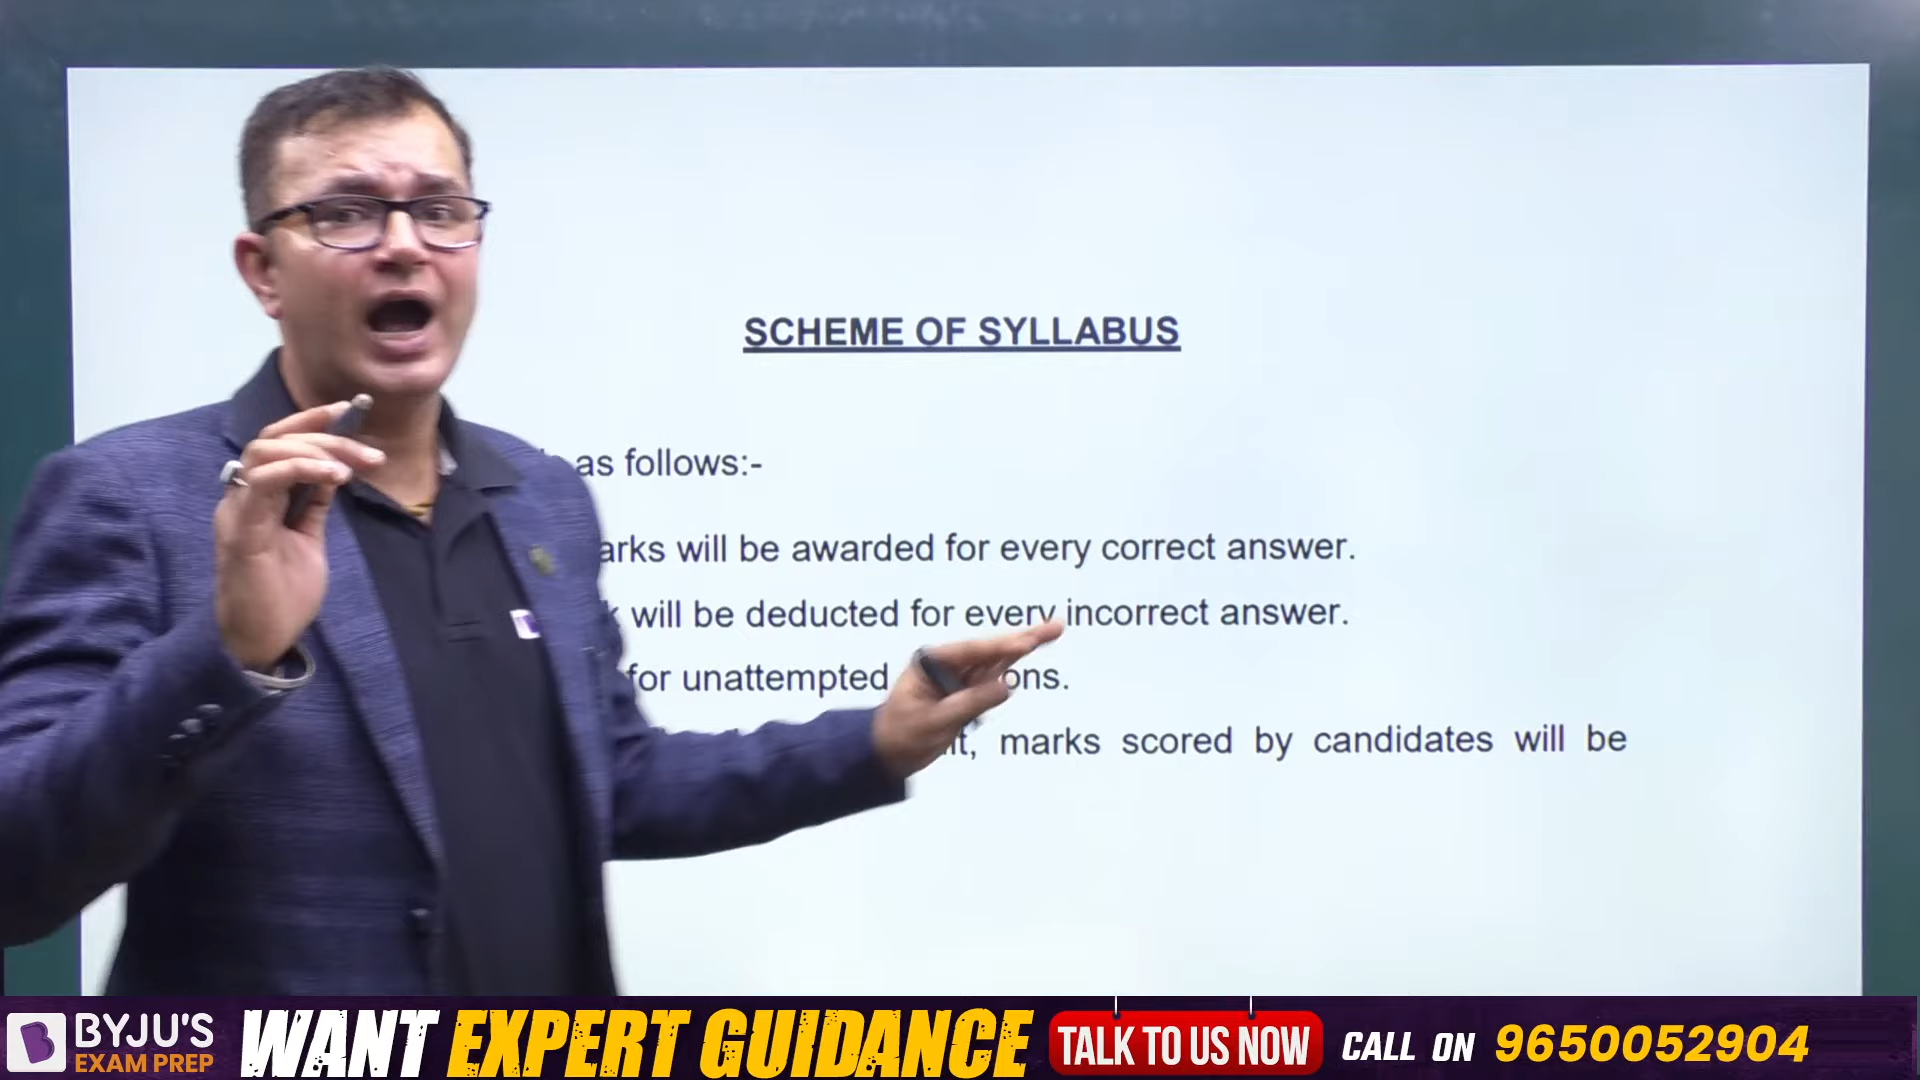 SCHEME OF SYLLABUS
as follows:-
arks will be awarded for every correct answer.
will be deducted for every incorrect answer.
for unattempted
marks scored by candidates will be
BYJU'S
EXAM PREP
WANT EXPERT GUIDANCE
TALK TO US NOW
CALL ON 9650052904